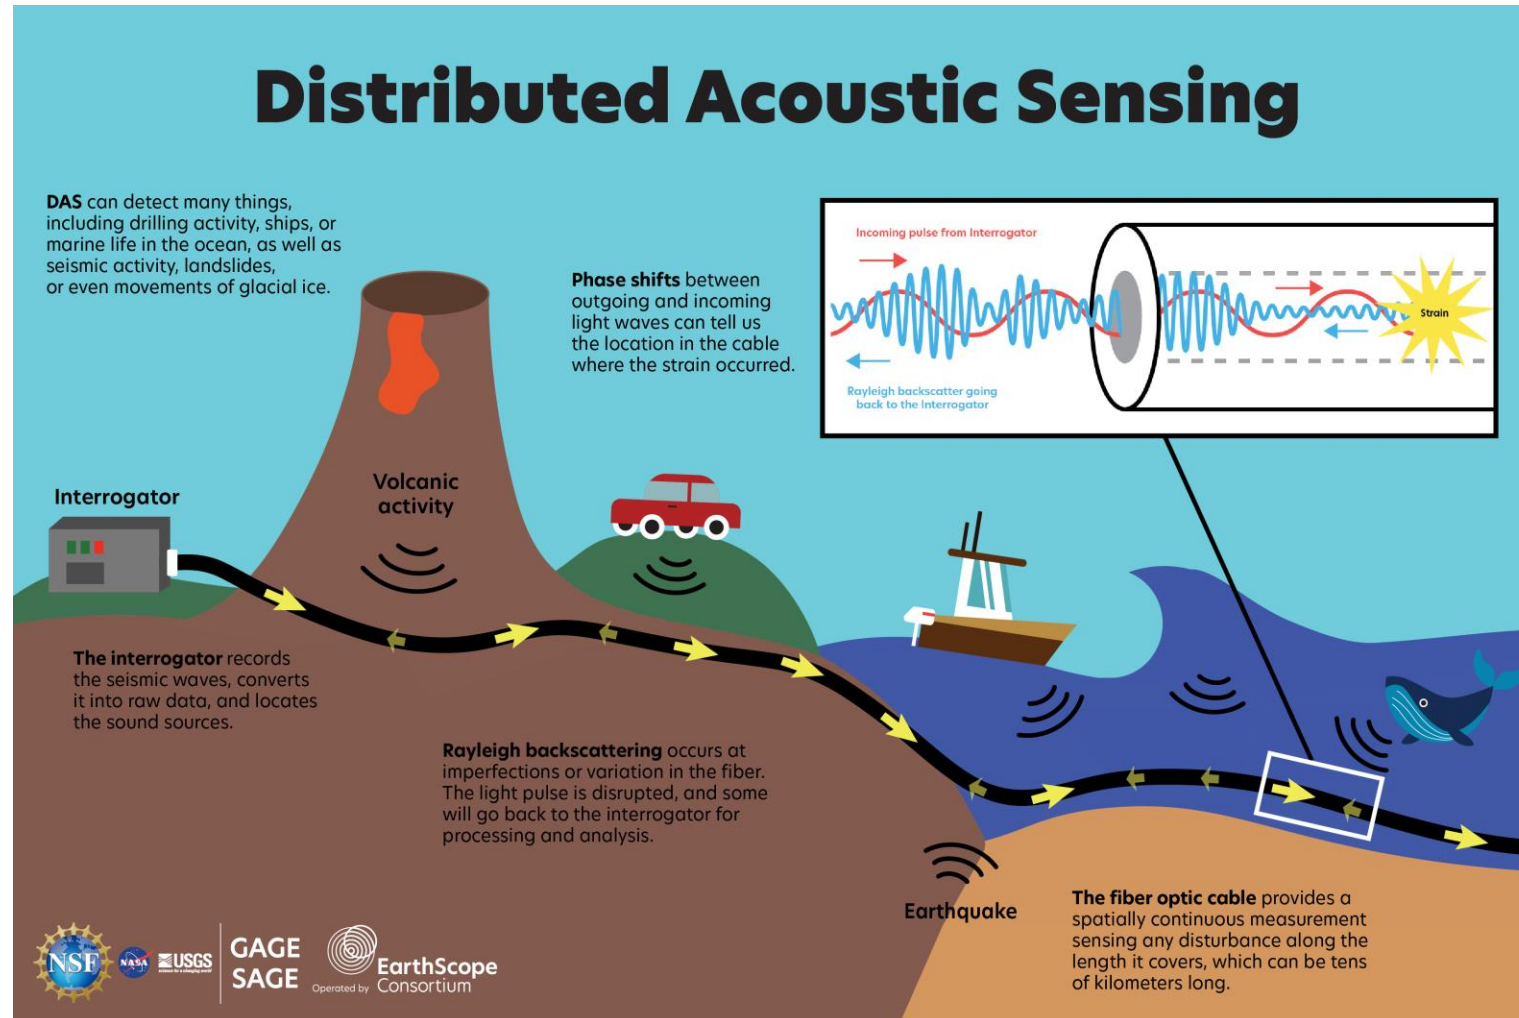 Distributed Acoustic Sensing
DAS can detect many things,
including drilling activity, ships, or
marine life in the ocean, as well as
seismic activity, landslides,
or even movements of glacial ice.
Phase shifts between
outgoing and incoming
light waves can tell us
the location in the cable
where the strain occurred.
Incoming pulse from Interrogator
Strain
Rayleigh backscatter going
back to the Interrogator
Interrogator
Volcanic
activity
The interrogator records
the seismic waves, converts
it into raw data, and locates
the sound sources.
Rayleigh backscattering occurs at
imperfections or variation in the fiber.
The light pulse is disrupted, and some
will go back to the interrogator for
processing and analysis.
Earthquake
The fiber optic cable provides a
spatially continuous measurement
sensing any disturbance along the
length it covers, which can be tens
of kilometers long.
NSF
NASA
USGS
science for a changing world
GAGE
SAGE
Operated by
EarthScope
Consortium